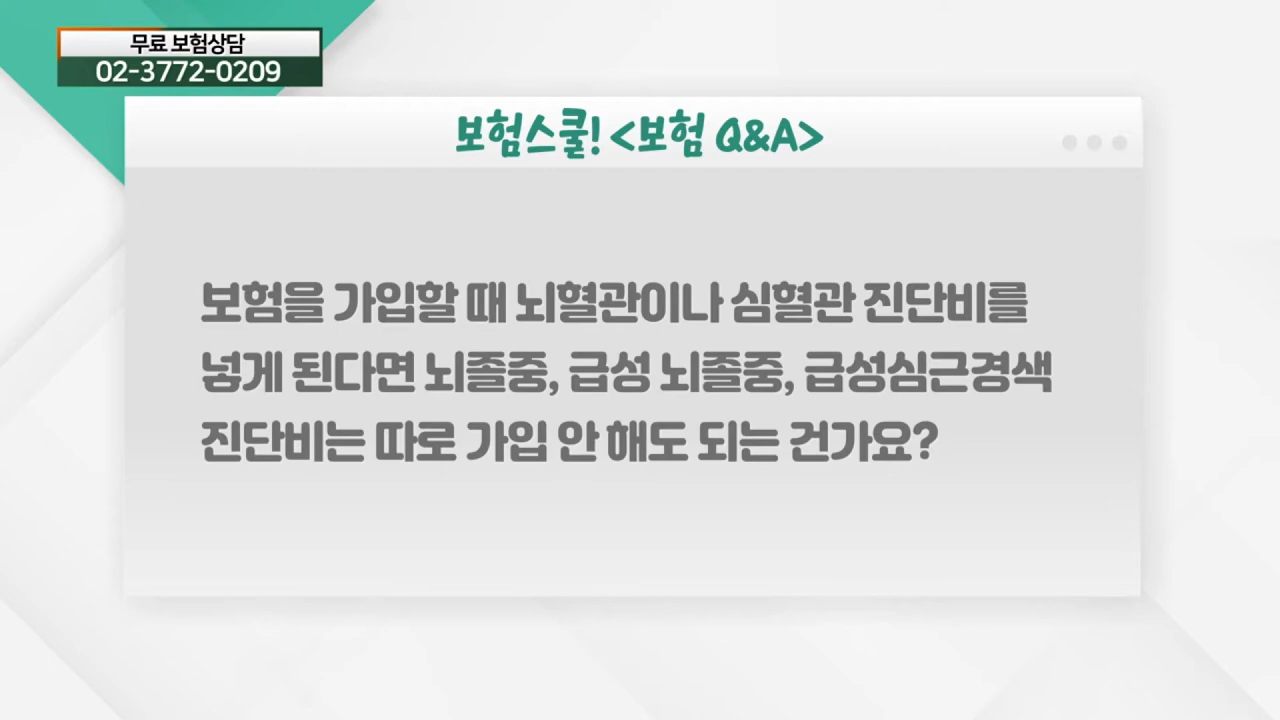 무료 보험상담
02-3772-0209
보험스쿨! <보험 Q&A>
보험을 가입할 때 뇌혈관이나 심혈관 진단비를
넣게 된다면 뇌졸중, 급성 뇌졸중, 급성심근경색
진단비는 따로 가입 안 해도 되는 건가요?